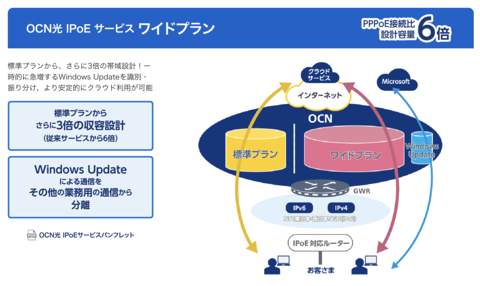 OCN光 IPoE サービス ワイドプラン
PPPoE接続比
設計容量 6倍
標準プランから、さらに3倍の帯域設計！一
時的に急増するWindows Updateを識別・
振り分け、より安定的にクラウド利用が可能
標準プランから
さらに3倍の収容設計
(従来サービスから6倍)
Windows Update
による通信を
その他の業務用の通信から
分離
OCN光 IPoEサービスパンフレット
クラウド
サービス
インターネット
Microsoft
OCN
標準プラン
ワイドプラン
Windows
Update
GWR
IPv6
IPv4
IPoE 対応ルーター
お客さま